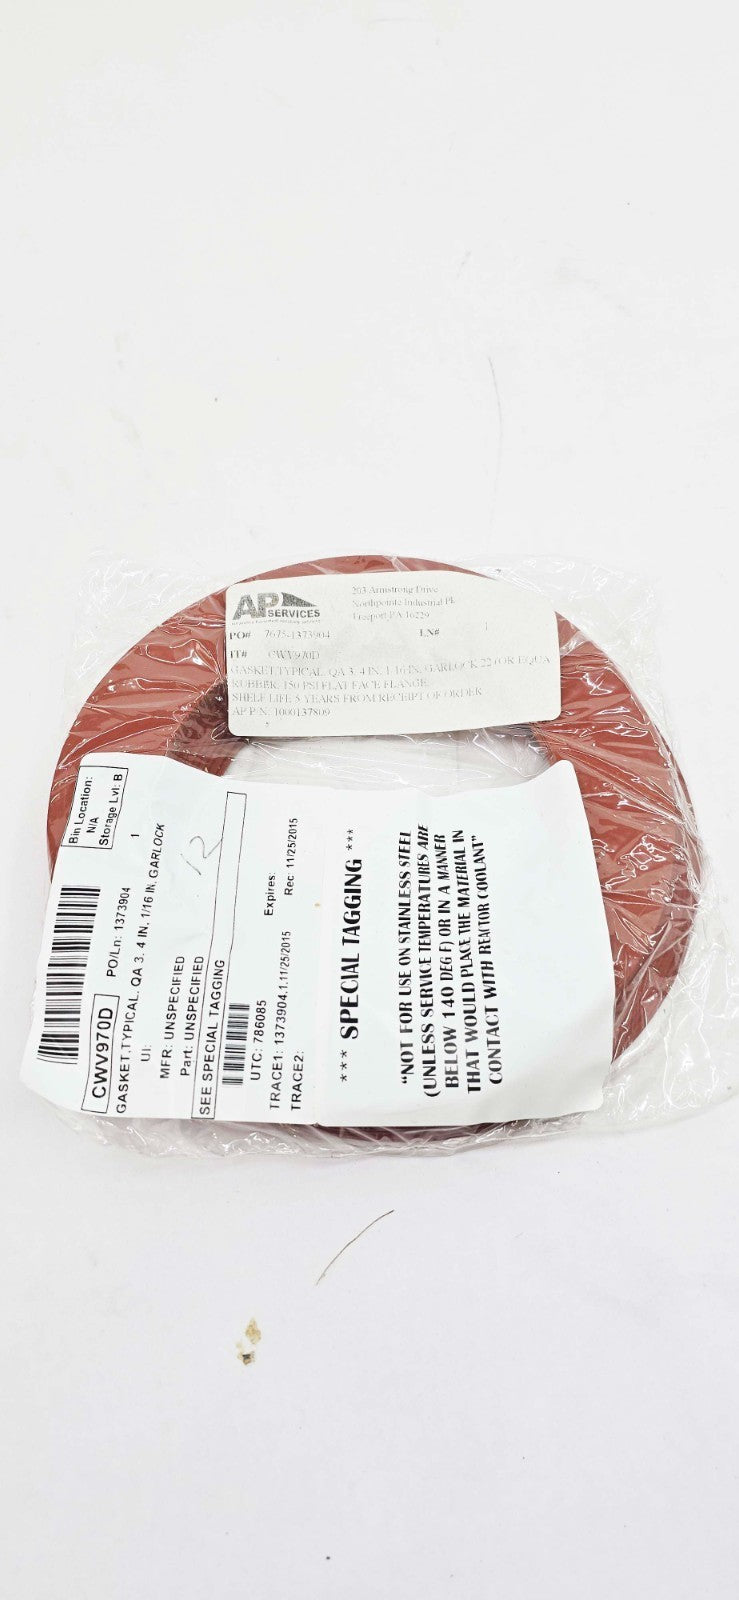 AP SERVICES
203 Armstrong Drive
Northpointe Industrial Pk
Freeport PA 16229
PO# 7675-1373904 LN# 1
IT# CWV970D
GASKET,TYPICAL, QA 3, 4 IN, 1/16 IN, GARLOCK 22 (OR EQUA
RUBBER, 150 PSI FLAT FACE FLANGE
SHELF LIFE 5 YEARS FROM RECEIPT OF ORDER
AP P/N: 1000137809
Bin Location:
N/A
Storage Lvl: B
CWV970D
PO/Ln: 1373904 1
GASKET,TYPICAL, QA 3, 4 IN, 1/16 IN, GARLOCK
UI:
12
MFR: UNSPECIFIED
Part: UNSPECIFIED
SEE SPECIAL TAGGING
UTC: 786085
Expires:
TRACE1: 1373904.1.11/25/2015
Rec: 11/25/2015
TRACE2:
*** SPECIAL TAGGING ***
"NOT FOR USE ON STAINLESS STEEL
(UNLESS SERVICE TEMPERATURES ARE
BELOW 140 DEG F) OR IN A MANNER
THAT WOULD PLACE THE MATERIAL IN
CONTACT WITH REACTOR COOLANT"